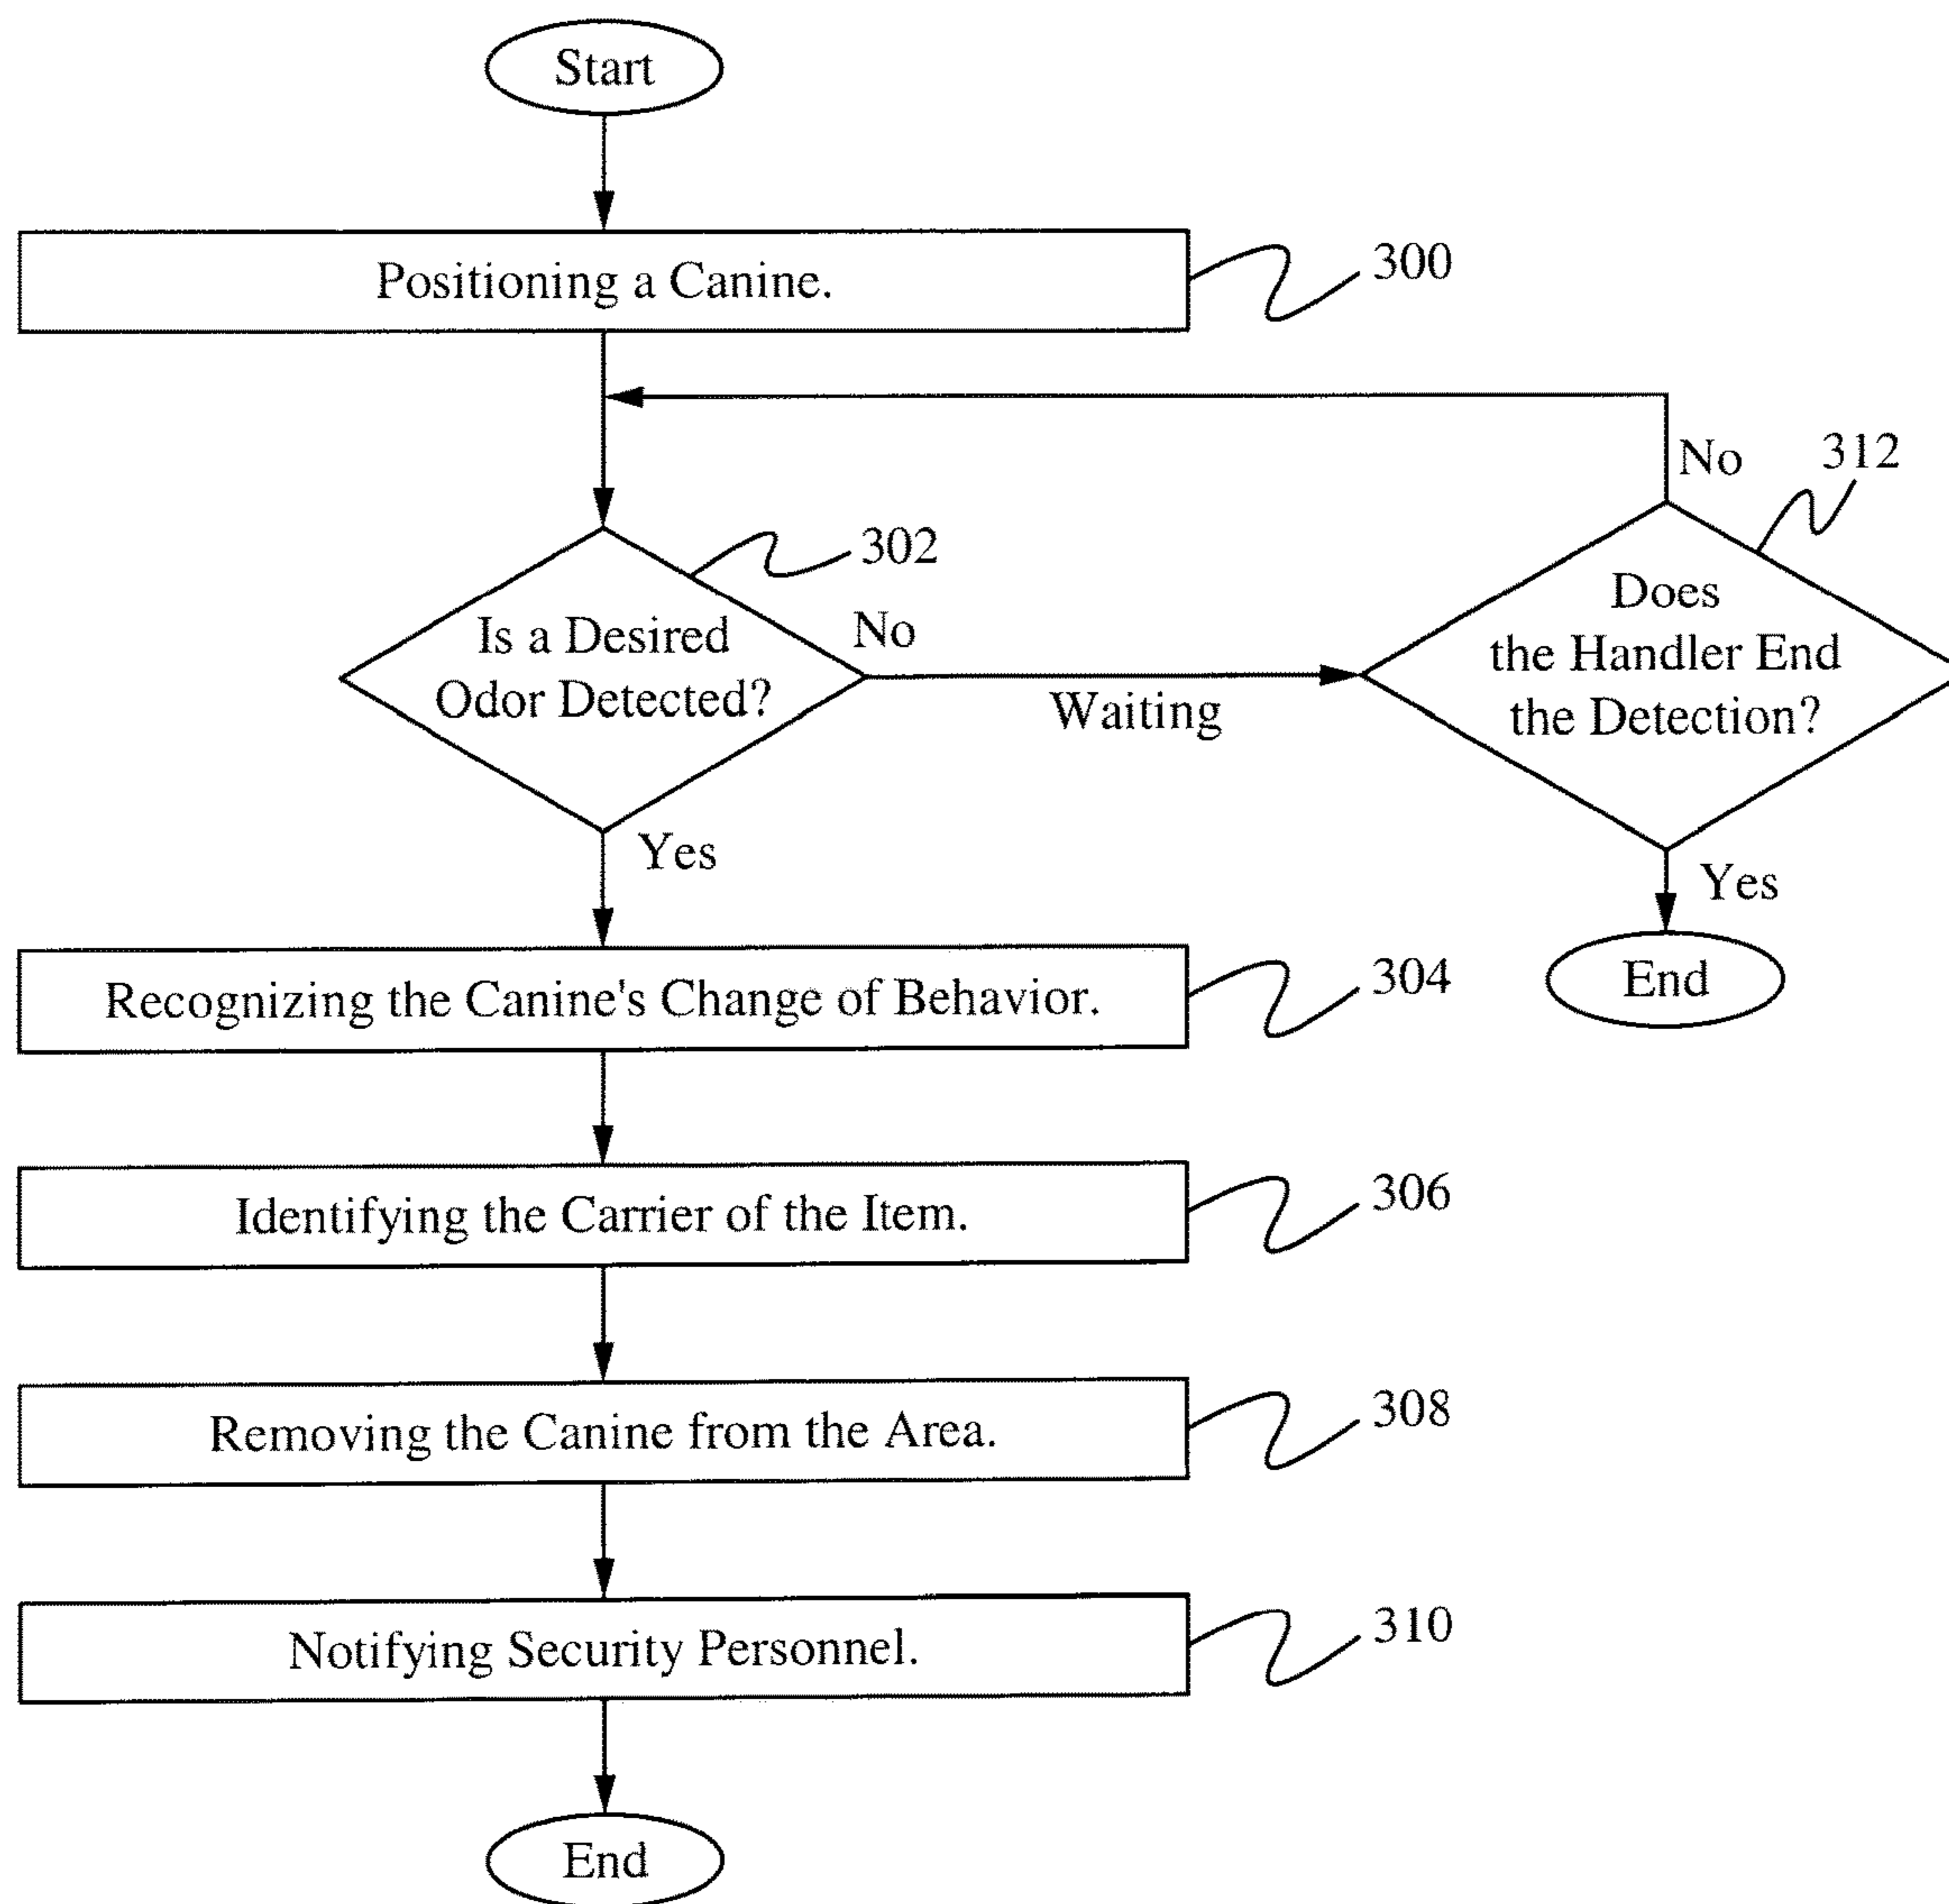 Start
Positioning a Canine.
300
No
312
302
Is a Desired
Odor Detected?
No
Waiting
Does
the Handler End
the Detection?
Yes
Yes
Recognizing the Canine's Change of Behavior.
304
End
Identifying the Carrier of the Item.
306
Removing the Canine from the Area.
308
Notifying Security Personnel.
310
End